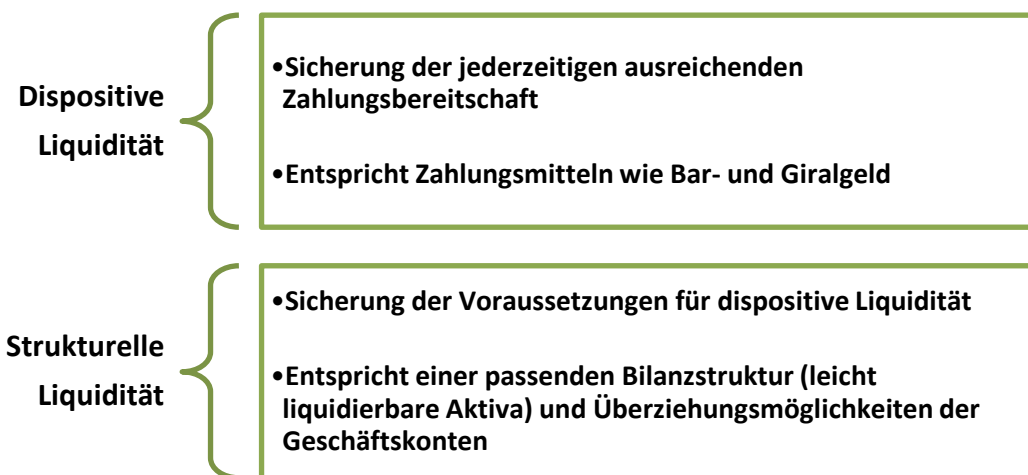 Dispositive
Liquidität
•Sicherung der jederzeitigen ausreichenden
Zahlungsbereitschaft
•Entspricht Zahlungsmitteln wie Bar- und Giralgeld
Strukturelle
Liquidität
•Sicherung der Voraussetzungen für dispositive Liquidität
•Entspricht einer passenden Bilanzstruktur (leicht
liquidierbare Aktiva) und Überziehungsmöglichkeiten der
Geschäftskonten